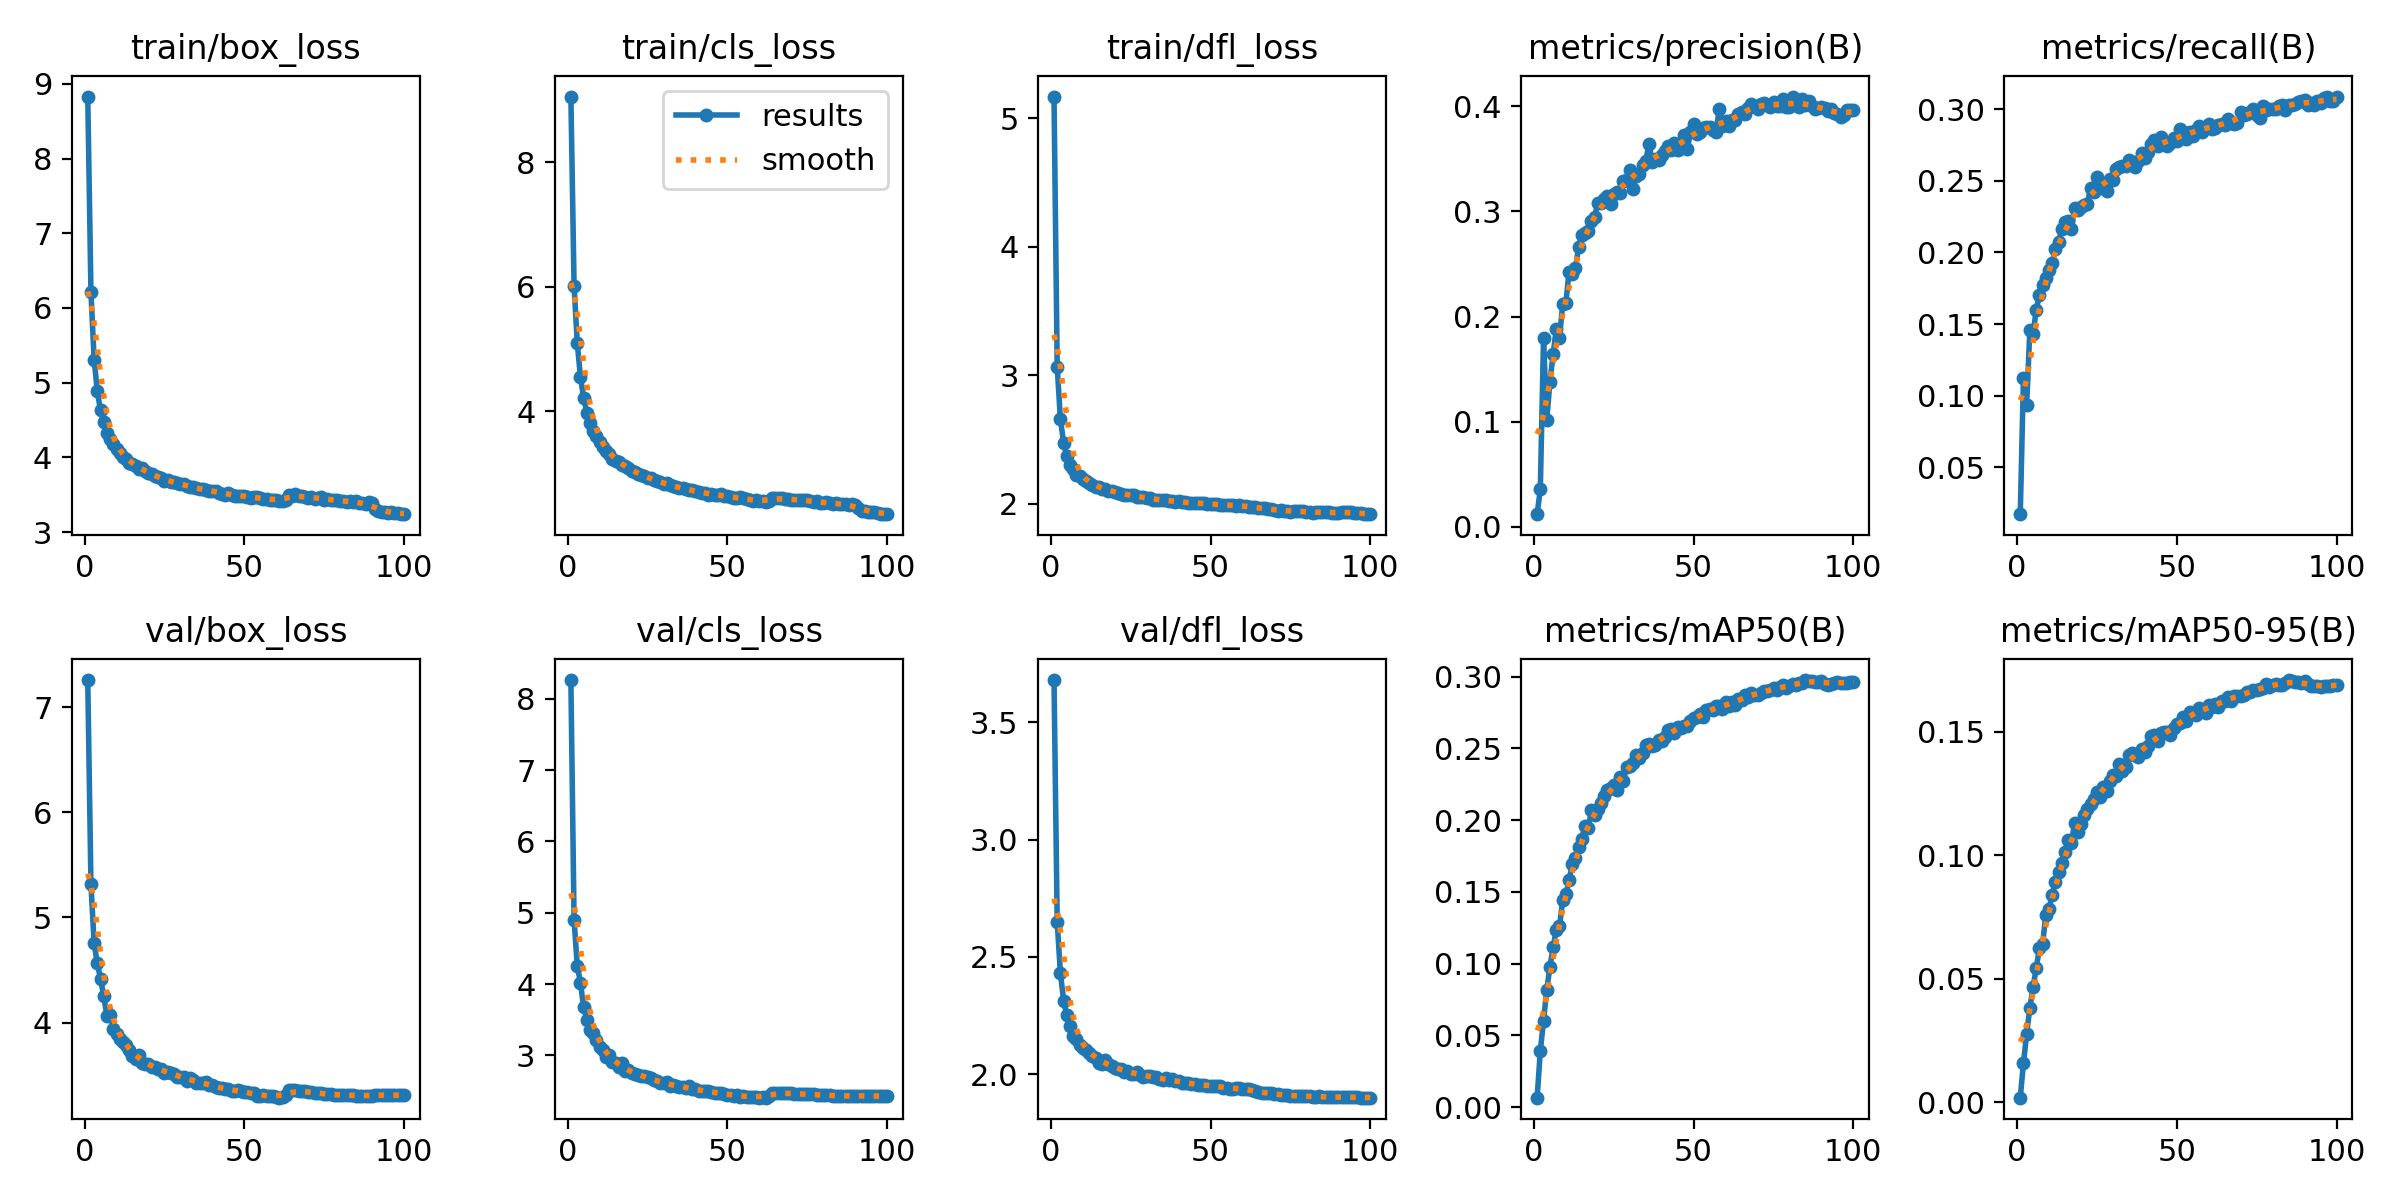 train/box_loss
9
8
7
6
5
4
3
0 50 100
train/cls_loss
results
smooth
8
6
4
0 50 100
train/dfl_loss
5
4
3
2
0 50 100
metrics/precision(B)
0.4
0.3
0.2
0.1
0.0
0 50 100
metrics/recall(B)
0.30
0.25
0.20
0.15
0.10
0.05
0 50 100
val/box_loss
7
6
5
4
0 50 100
val/cls_loss
8
7
6
5
4
3
0 50 100
val/dfl_loss
3.5
3.0
2.5
2.0
0 50 100
metrics/mAP50(B)
0.30
0.25
0.20
0.15
0.10
0.05
0.00
0 50 100
metrics/mAP50-95(B)
0.15
0.10
0.05
0.00
0 50 100